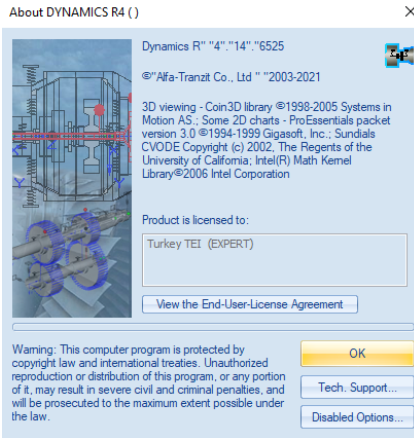 About DYNAMICS R4 ( )
Dynamics R" "4"."14"."6525
©"Alfa-Tranzit Co., Ltd " "2003-2021
3D viewing - Coin3D library ©1998-2005 Systems in
Motion AS.; Some 2D charts - ProEssentials packet
version 3.0 ©1994-1999 Gigasoft, Inc.; Sundials
CVODE Copyright (c) 2002, The Regents of the
University of California; Intel(R) Math Kernel
Library©2006 Intel Corporation
Product is licensed to:
Turkey TEI (EXPERT)
View the End-User-License Agreement
Warning: This computer program is protected by
copyright law and international treaties. Unauthorized
reproduction or distribution of this program, or any portion
of it, may result in severe civil and criminal penalties, and
will be prosecuted to the maximum extent possible under
the law.
OK
Tech. Support...
Disabled Options...